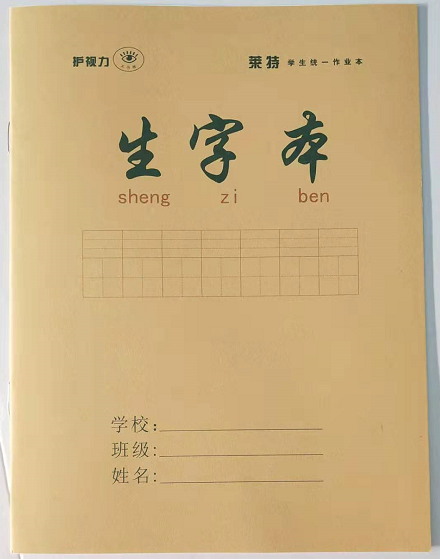 护视力 莱特 学生统一作业本
生字本
sheng zi ben
学校:
班级:
姓名: